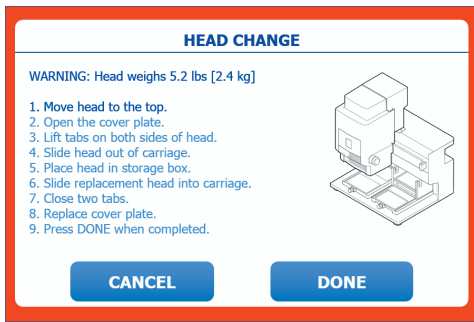 HEAD CHANGE
WARNING: Head weighs 5.2 lbs [2.4 kg]
1. Move head to the top.
2. Open the cover plate.
3. Lift tabs on both sides of head.
4. Slide head out of carriage.
5. Place head in storage box.
6. Slide replacement head into carriage.
7. Close two tabs.
8. Replace cover plate.
9. Press DONE when completed.
CANCEL
DONE